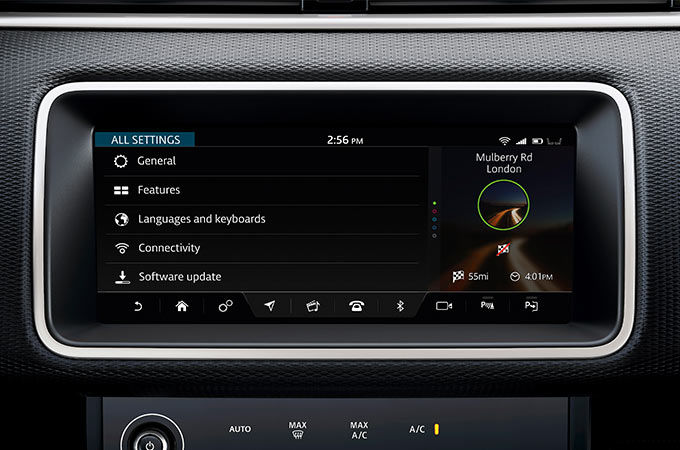 ALL SETTINGS
2:56 PM
General
Features
Languages and keyboards
Connectivity
Software update
Mulberry Rd
London
55mi
4:01PM
AUTO
MAX
MAX
A/C
A/C